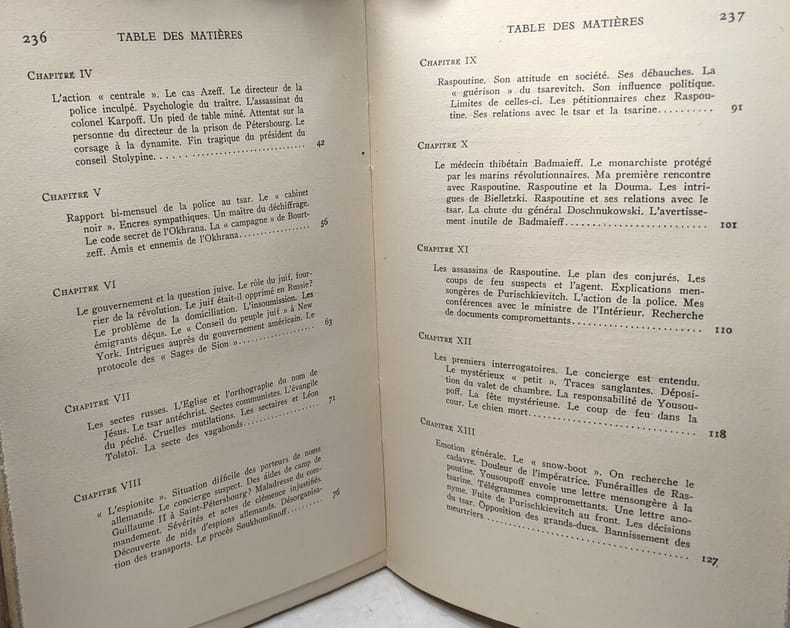 236
TABLE DES MATIÈRES
CHAPITRE IV
L'action « centrale ». Le cas Azeff. Le directeur de la
police inculpé. Psychologie du traître. L'assassinat du
colonel Karpoff. Un pied de table miné. Attentat sur la
personne du directeur de la prison de Pétersbourg. Le
corsage à la dynamite. Fin tragique du président du
conseil Stolypine. . . . . . . . . . . . . . . . . . . . . . . . 42
CHAPITRE V
Rapport bi-mensuel de la police au tsar. Le « cabinet
noir ». Encres sympathiques. Un maître du déchiffrage.
Le code secret de l'Okhrana. La « campagne » de Bourt-
zeff. Amis et ennemis de l'Okhrana................ 56
CHAPITRE VI
Le gouvernement et la question juive. Le rôle du juif, four-
rier de la révolution. Le juif était-il opprimé en Russie?
Le problème de la domiciliation. L'insoumission. Les
émigrants déçus. Le « Conseil du peuple juif » à New
York. Intrigues auprès du gouvernement américain. Le
protocole des « Sages de Sion »................ 63
CHAPITRE VII
Les sectes russes. L'Eglise et l'orthographe du nom de
Jésus. Le tsar antéchrist. Sectes communistes. L'évangile
du péché. Cruelles mutilations. Les sectaires et Léon
Tolstoi. La secte des vagabonds................ 71
CHAPITRE VIII
« L'espionite ». Situation difficile des porteurs de noms
allemands. Le concierge suspect. Des aides de camp de
Guillaume II à Saint-Pétersbourg? Maladresse du com-
mandement. Sévérités et actes de clémence injustifiés.
Découverte de nids d'espions allemands. Désorganisa-
tion des transports. Le procès Soukhomlinoff........ 76
TABLE DES MATIÈRES
237
CHAPITRE IX
Raspoutine. Son attitude en société. Ses débauches. La
« guérison » du tsarevitch. Son influence politique.
Limites de celles-ci. Les pétitionnaires chez Raspou-
tine. Ses relations avec le tsar et la tsarine.......... 91
CHAPITRE X
Le médecin thibétain Badmaieff. Le monarchiste protégé
par les marins révolutionnaires. Ma première rencontre
avec Raspoutine. Raspoutine et la Douma. Les intri-
gues de Bielletzki. Raspoutine et ses relations avec le
tsar. La chute du général Doschnukowski. L'avertisse-
ment inutile de Badmaieff........................ 101
CHAPITRE XI
Les assassins de Raspoutine. Le plan des conjurés. Les
coups de feu suspects et l'agent. Explications men-
songères de Purischkievitch. L'action de la police. Mes
conférences avec le ministre de l'Intérieur. Recherche
de documents compromettants...................... 110
CHAPITRE XII
Les premiers interrogatoires. Le concierge est entendu.
Le mystérieux « petit ». Traces sanglantes. Déposi-
tion du valet de chambre. La responsabilité de Yousou-
poff. La fête mystérieuse. Le coup de feu dans la
cour. Le chien mort............................ 118
CHAPITRE XIII
Emotion générale. Le « snow-boot ». On recherche le
cadavre. Douleur de l'impératrice. Funérailles de Ras-
poutine. Yousoupoff envoie une lettre mensongère à la
tsarine. Télégrammes compromettants. Une lettre ano-
nyme. Fuite de Purischkievitch au front. Les décisions
du tsar. Opposition des grands-ducs. Bannissement des
meurtriers .................................... 127